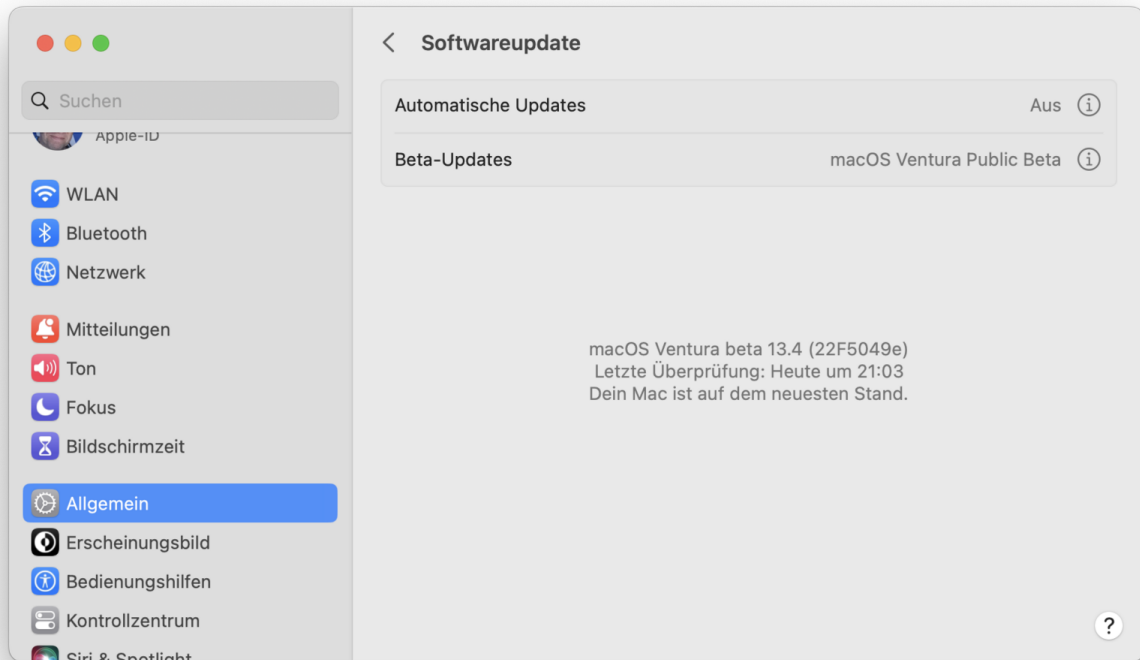 Softwareupdate
Suchen
Apple-ID
WLAN
Bluetooth
Netzwerk
Mitteilungen
Ton
Fokus
Bildschirmzeit
Allgemein
Erscheinungsbild
Bedienungshilfen
Kontrollzentrum
Siri & Spotlight
Automatische Updates Aus
Beta-Updates macOS Ventura Public Beta
macOS Ventura beta 13.4 (22F5049e)
Letzte Überprüfung: Heute um 21:03
Dein Mac ist auf dem neuesten Stand.
?